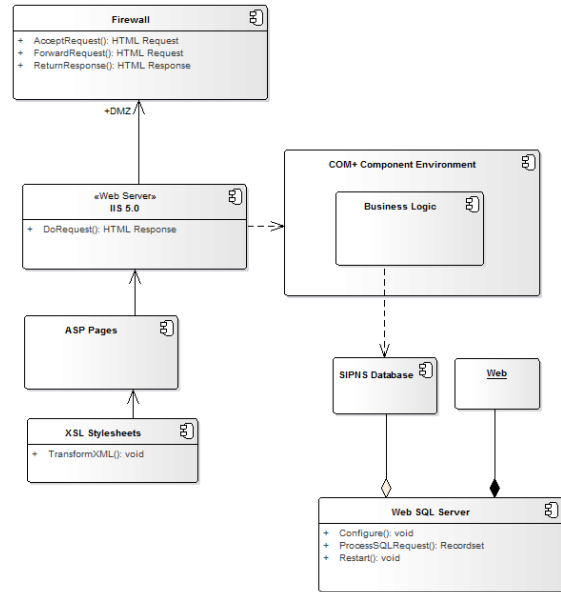 Firewall
+ AcceptRequest(): HTML Request
+ ForwardRequest(): HTML Request
+ ReturnResponse(): HTML Response
+DMZ
«Web Server»
IIS 5.0
+ DoRequest(): HTML Response
COM+ Component Environment
Business Logic
ASP Pages
SIPNS Database
Web
XSL Stylesheets
+ TransformXML(): void
Web SQL Server
+ Configure(): void
+ ProcessSQLRequest(): Recordset
+ Restart(): void